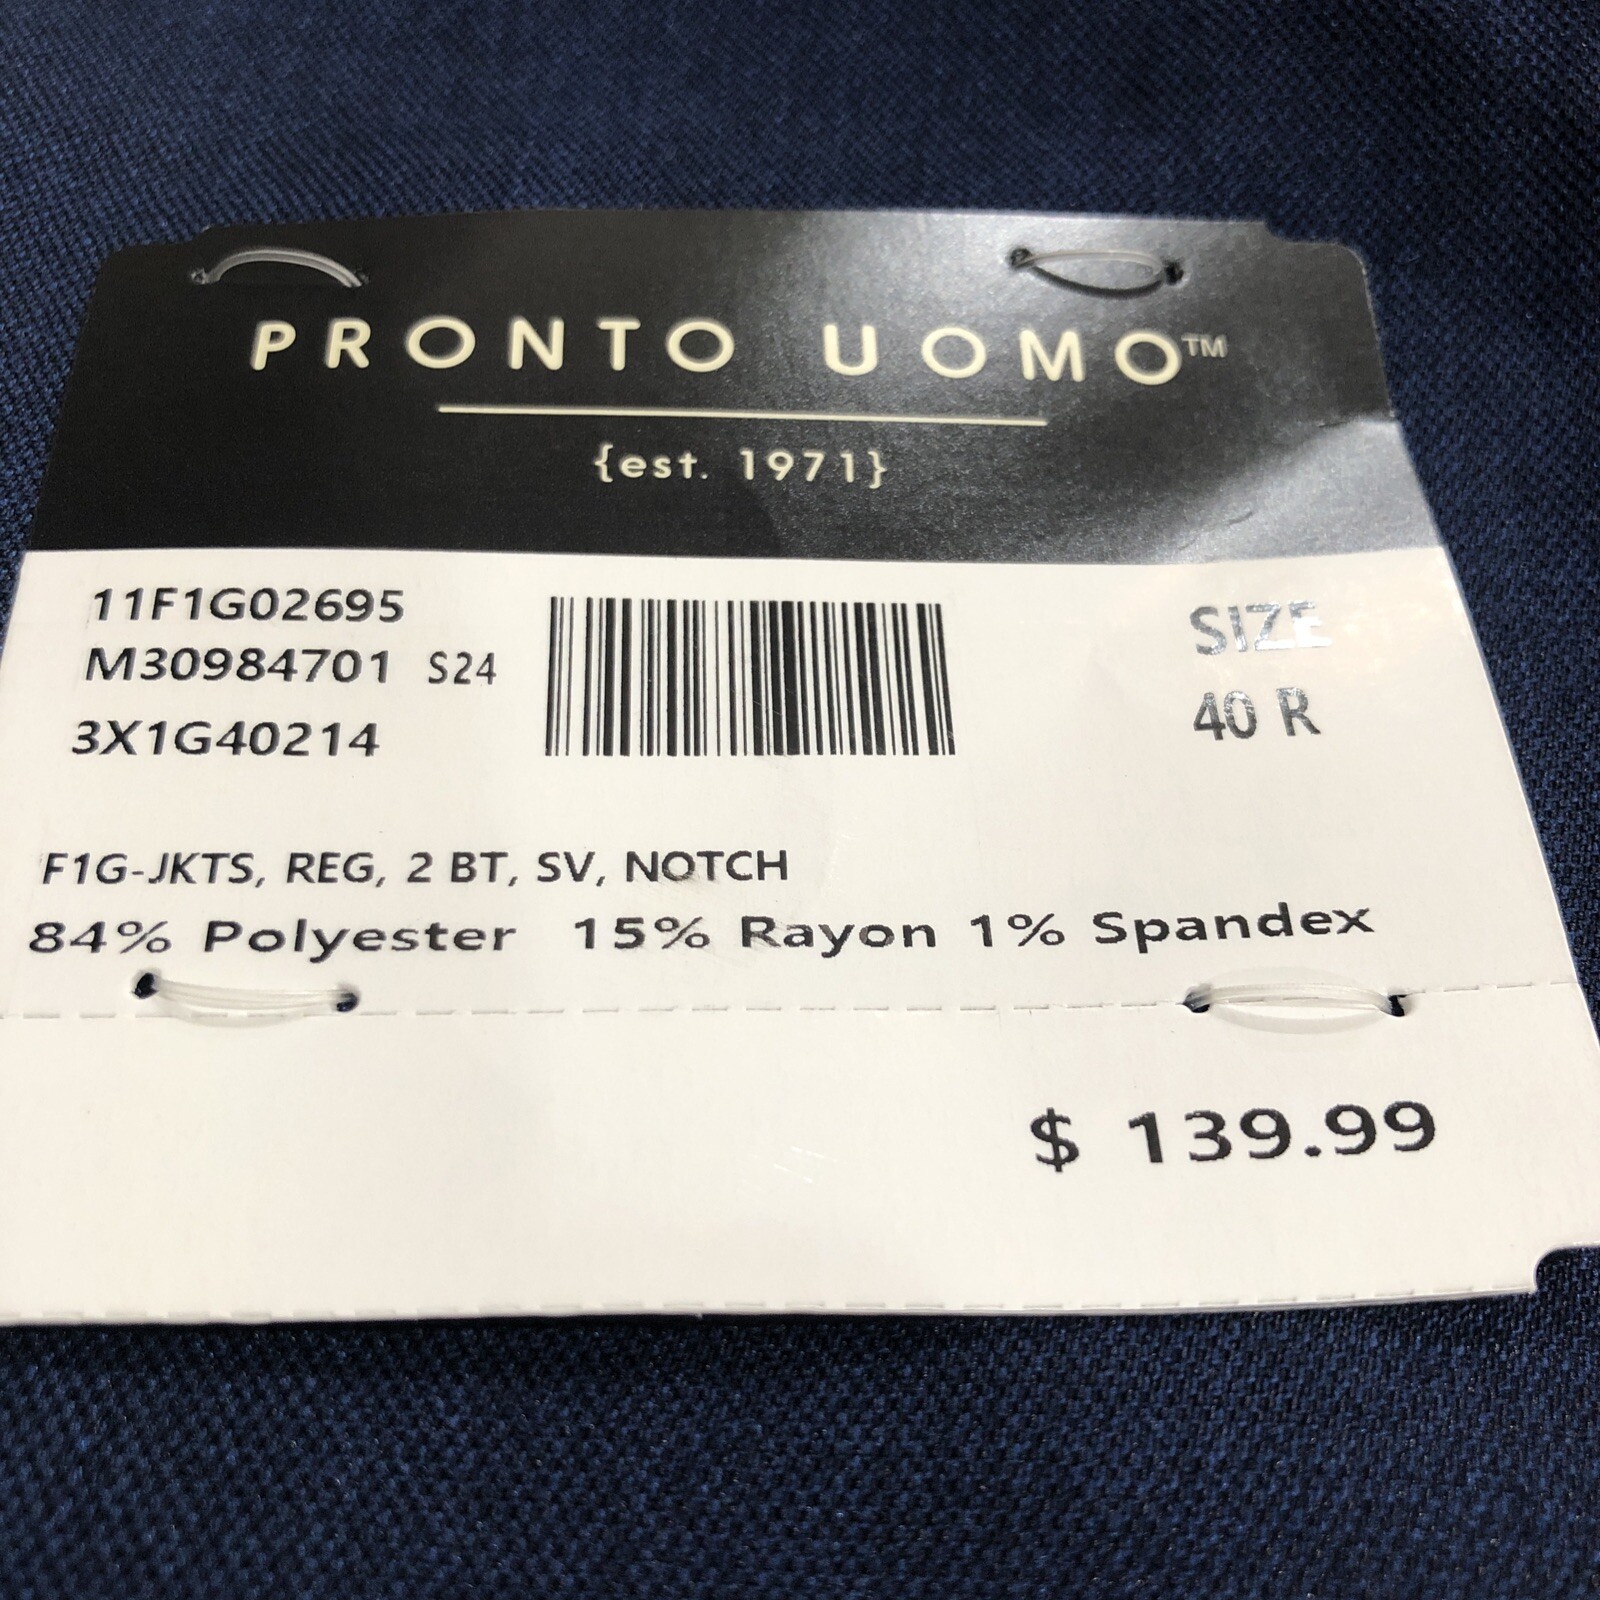 PRONTO UOMO™
{est. 1971}
11F1G02695
M30984701 S24
3X1G40214
SIZE
40 R
F1G-JKTS, REG, 2 BT, SV, NOTCH
84% Polyester 15% Rayon 1% Spandex
$ 139.99